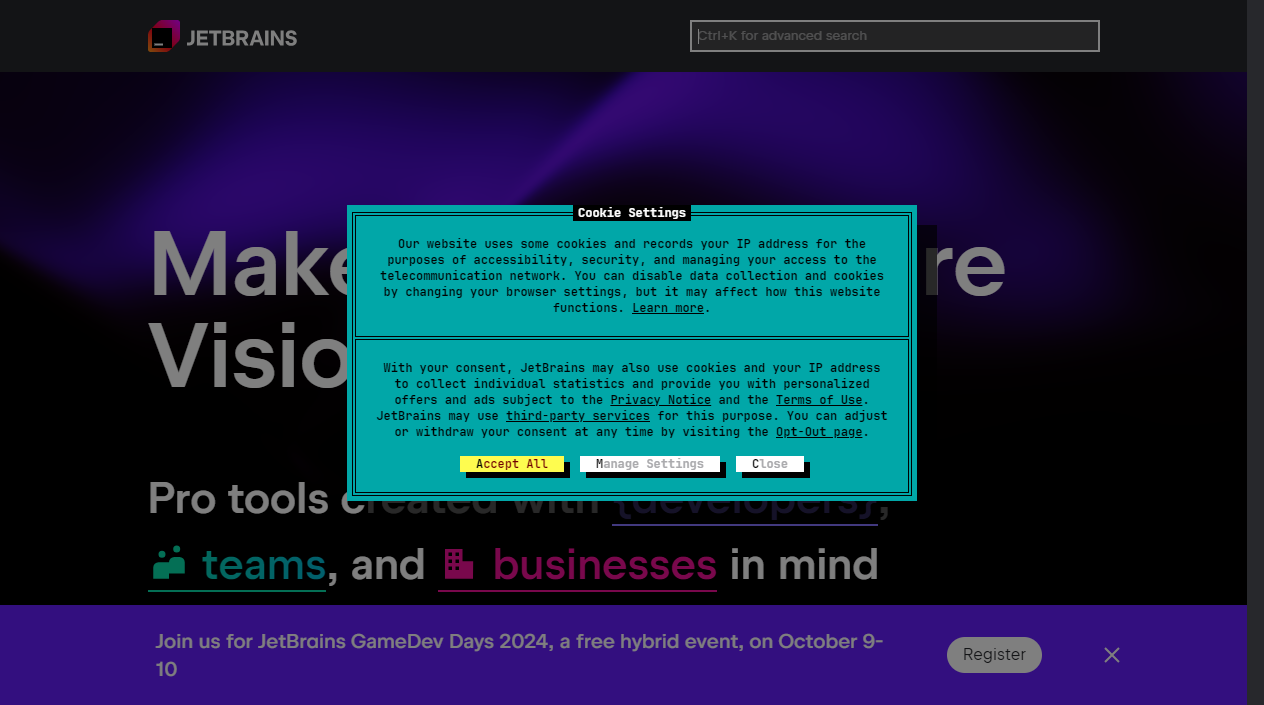 JETBRAINS
Ctrl+K for advanced search
Cookie Settings
Our website uses some cookies and records your IP address for the
purposes of accessibility, security, and managing your access to the
telecommunication network. You can disable data collection and cookies
by changing your browser settings, but it may affect how this website
functions. Learn more.
With your consent, JetBrains may also use cookies and your IP address
to collect individual statistics and provide you with personalized
offers and ads subject to the Privacy Notice and the Terms of Use.
JetBrains may use third-party services for this purpose. You can adjust
or withdraw your consent at any time by visiting the Opt-Out page.
Accept All Manage Settings Close
Make
Pro tools created with {developers},
teams, and businesses in mind
Join us for JetBrains GameDev Days 2024, a free hybrid event, on October 9-
10
Register